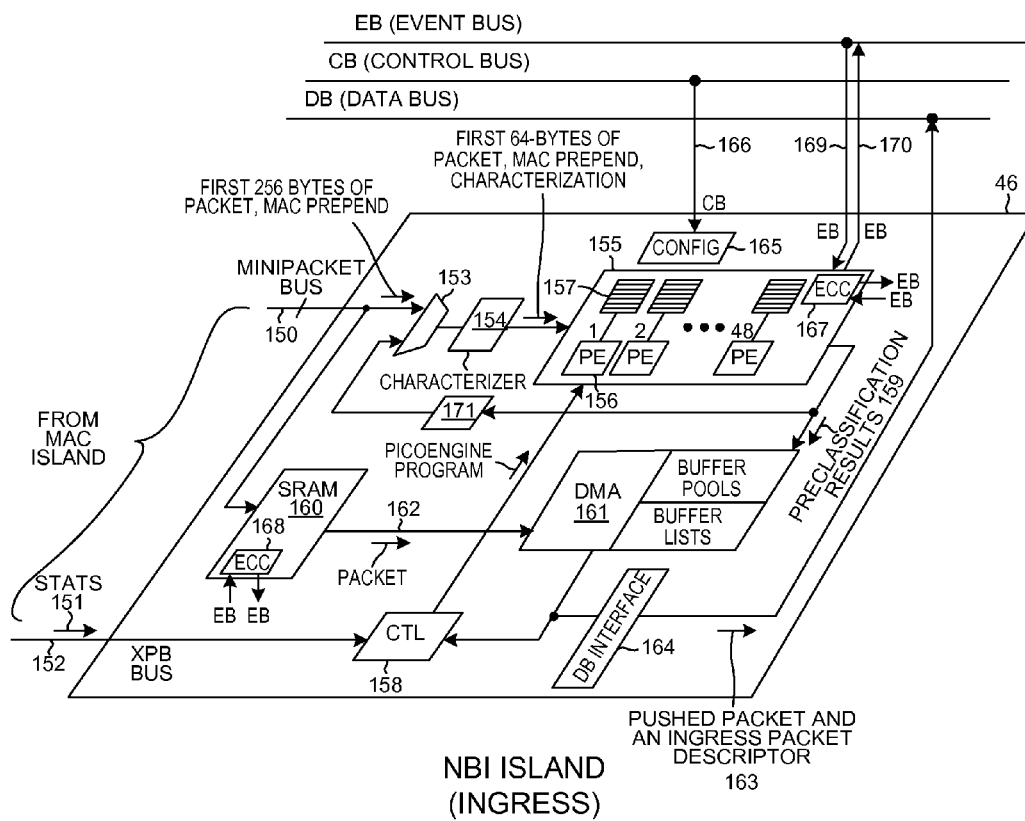 EB (EVENT BUS)
CB (CONTROL BUS)
DB (DATA BUS)
FIRST 64-BYTES OF
PACKET, MAC PREPEND,
CHARACTERIZATION
166
169
170
FIRST 256 BYTES OF
PACKET, MAC PREPEND
46
CB
EB
EB
CONFIG
165
155
MINIPACKET
BUS
150
153
154
CHARACTERIZER
157
ECC
EB
EB
167
1
2
48
PE
PE
PE
156
171
FROM
MAC
ISLAND
PICOENGINE
PROGRAM
PRECLASSIFICATION
RESULTS 159
SRAM
160
168
ECC
EB
EB
162
PACKET
DMA
161
BUFFER
POOLS
BUFFER
LISTS
STATS
151
152
XPB
BUS
CTL
158
DB INTERFACE
164
PUSHED PACKET AND
AN INGRESS PACKET
DESCRIPTOR
163
NBI ISLAND
(INGRESS)